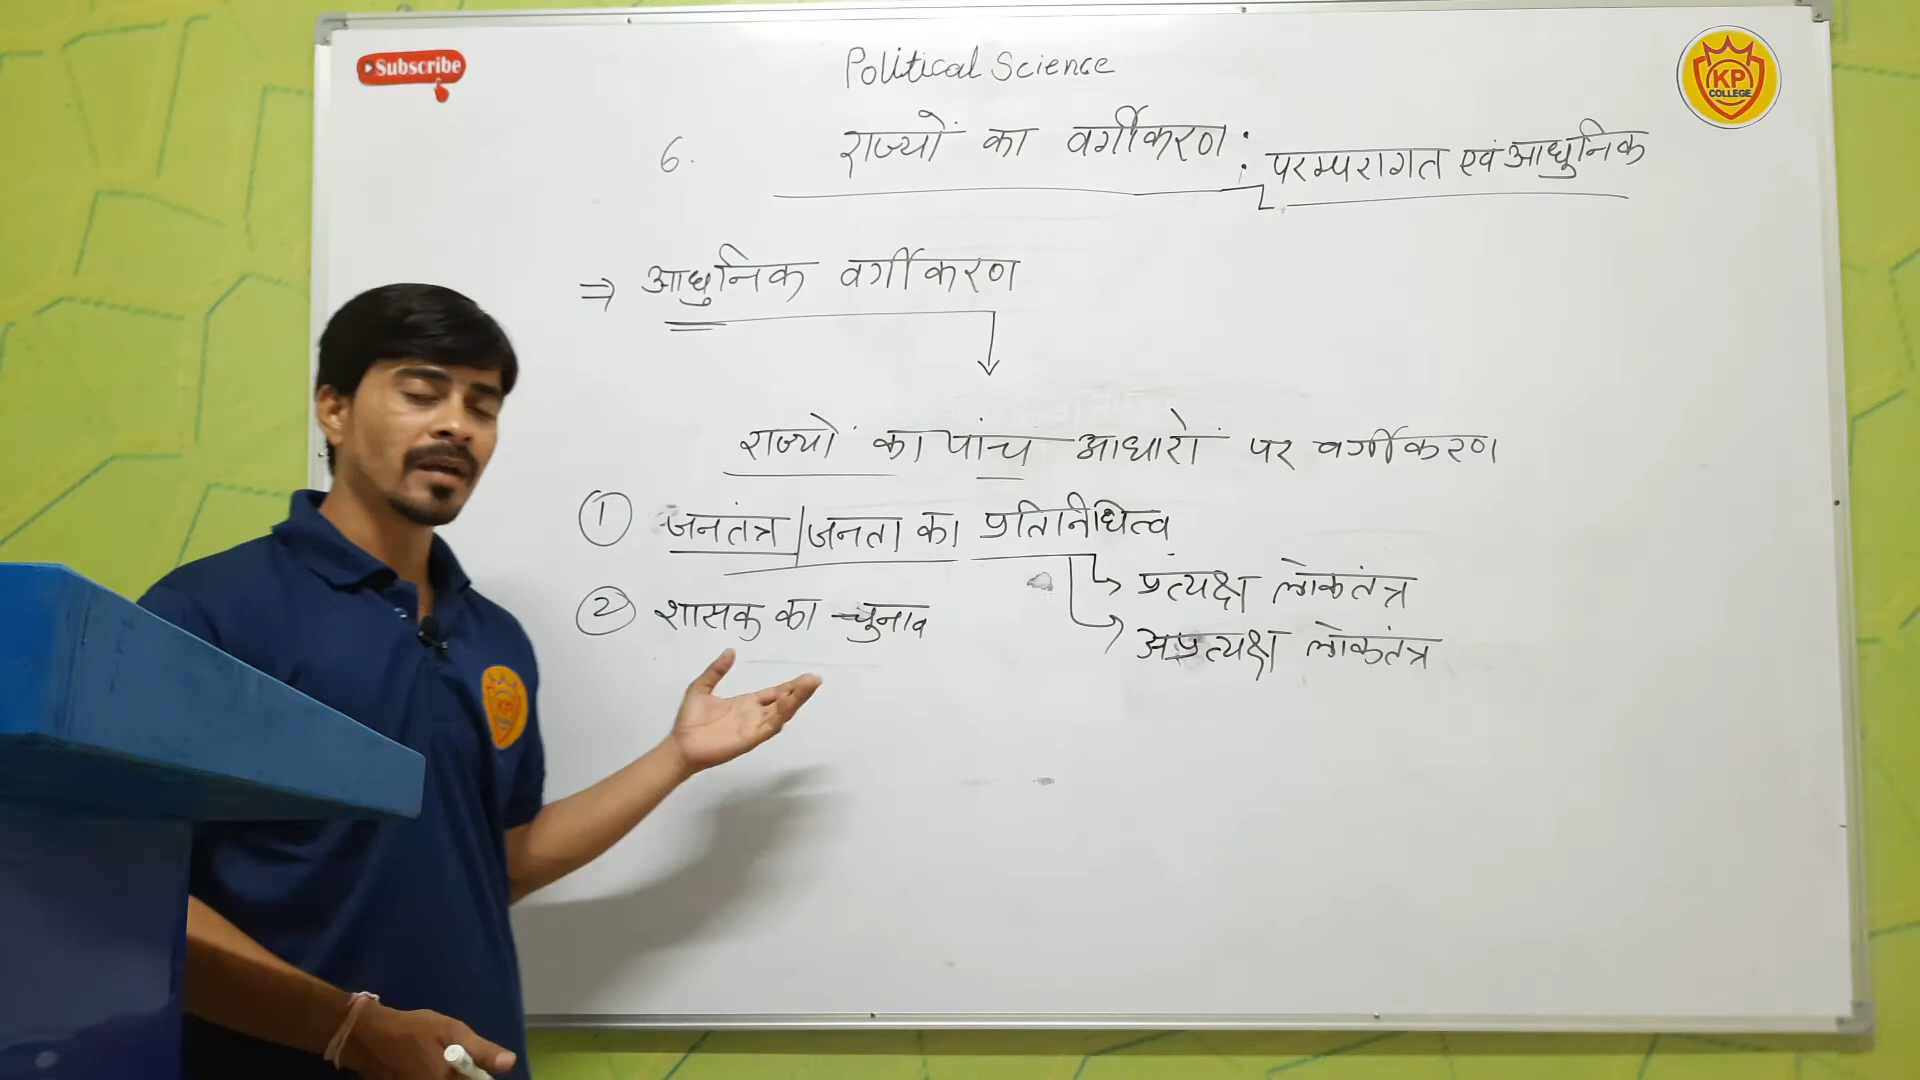 Subscribe
Political Science
KP
COLLEGE
6. राज्यों का वर्गीकरण : परम्परागत एवं आधुनिक
⇒ आधुनिक वर्गीकरण
राज्यों का पांच आधारों पर वर्गीकरण
① जनतंत्र/जनता का प्रतिनिधित्व
→ प्रत्यक्ष लोकतंत्र
② शासक का चुनाव
→ अप्रत्यक्ष लोकतंत्र
KP